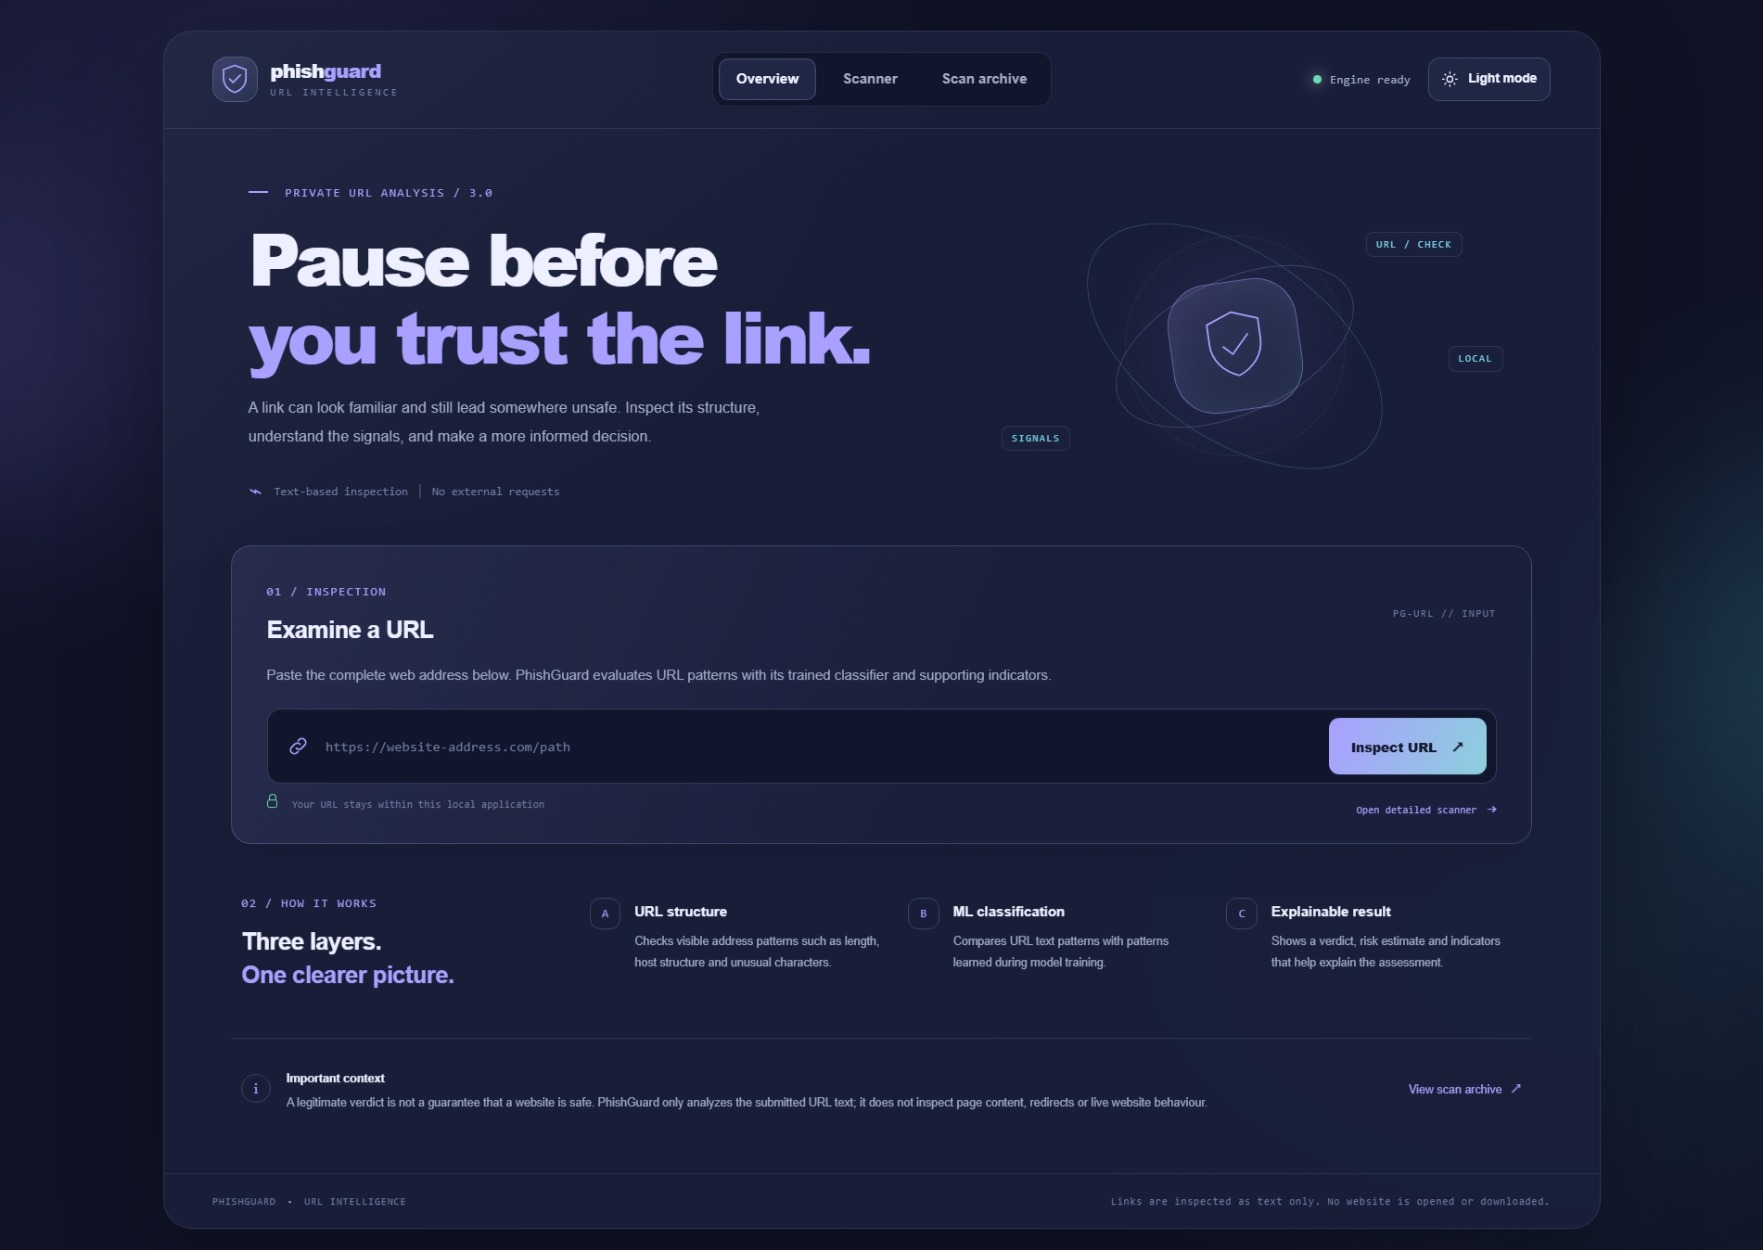 phishguard
URL INTELLIGENCE
Overview
Scanner
Scan archive
Engine ready
Light mode
PRIVATE URL ANALYSIS / 3.0
Pause before
you trust the link.
A link can look familiar and still lead somewhere unsafe. Inspect its structure,
understand the signals, and make a more informed decision.
Text-based inspection
No external requests
URL / CHECK
LOCAL
SIGNALS
01 / INSPECTION
Examine a URL
PG-URL // INPUT
Paste the complete web address below. PhishGuard evaluates URL patterns with its trained classifier and supporting indicators.
https://website-address.com/path
Inspect URL ↗
Your URL stays within this local application
Open detailed scanner →
02 / HOW IT WORKS
Three layers.
One clearer picture.
A
URL structure
Checks visible address patterns such as length,
host structure and unusual characters.
B
ML classification
Compares URL text patterns with patterns
learned during model training.
C
Explainable result
Shows a verdict, risk estimate and indicators
that help explain the assessment.
i
Important context
A legitimate verdict is not a guarantee that a website is safe. PhishGuard only analyzes the submitted URL text; it does not inspect page content, redirects or live website behaviour.
View scan archive ↗
PHISHGUARD • URL INTELLIGENCE
Links are inspected as text only. No website is opened or downloaded.